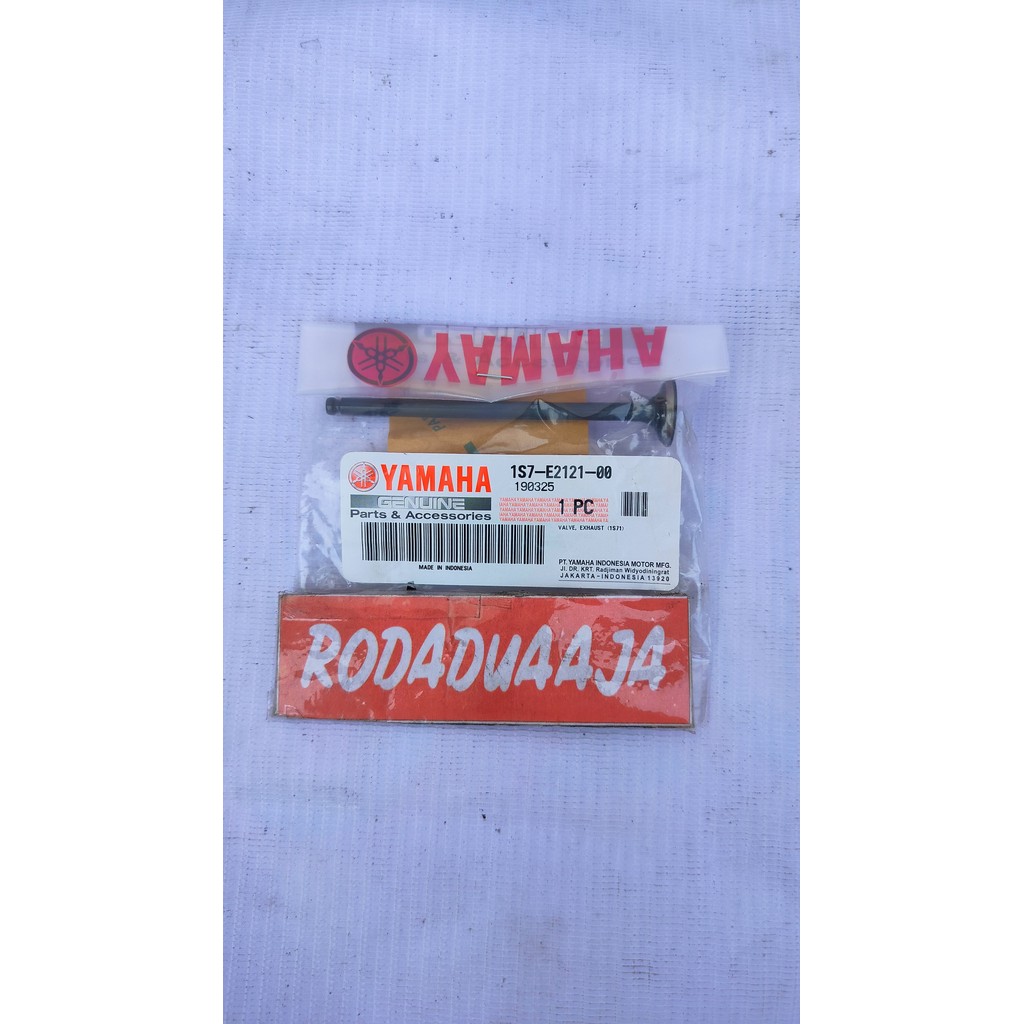 YAMAHA
YAMAHA
GENUINE
Parts & Accessories
1S7-E2121-00
190325
1 PC
VALVE, EXHAUST (1S71)
MADE IN INDONESIA
PT. YAMAHA INDONESIA MOTOR MFG.
Jl. DR. KRT. Radjiman Widyodiningrat
JAKARTA-INDONESIA 13920
RODADUAAJA